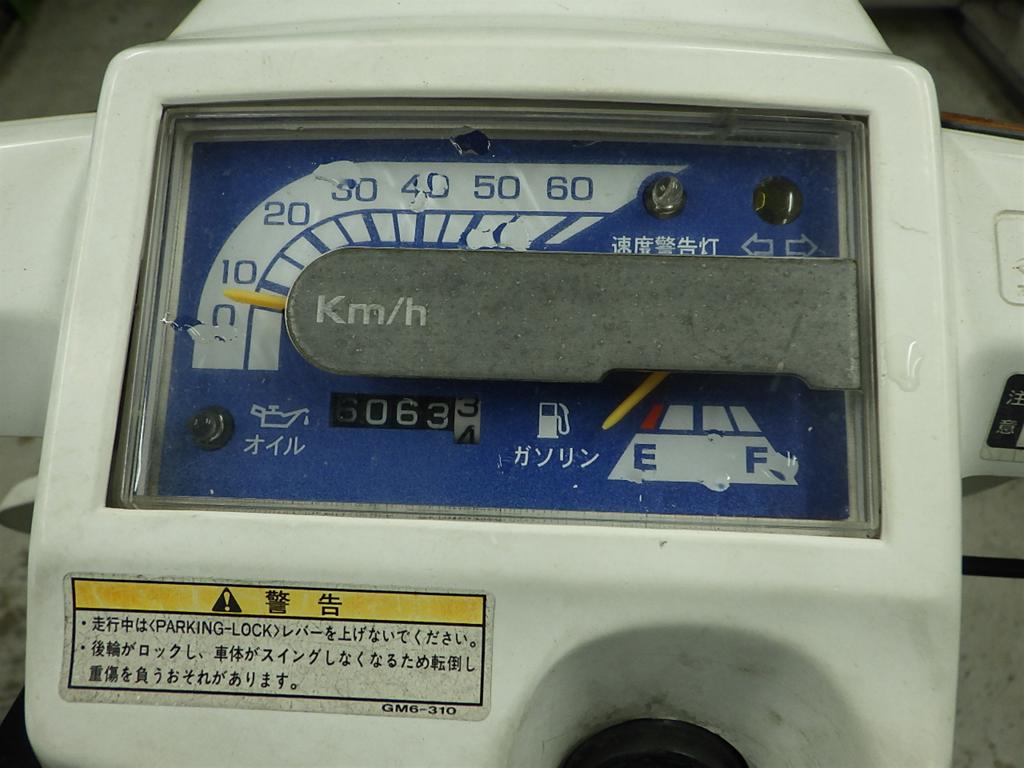 10 20 30 40 50 60
速度警告灯
0
Km/h
オイル
6063
ガソリン
E F
警告
・走行中は〈PARKING-LOCK〉レバーを上げないでください。
・後輪がロックし、車体がスイングしなくなるため転倒し
重傷を負うおそれがあります。
GM6-310
注
意